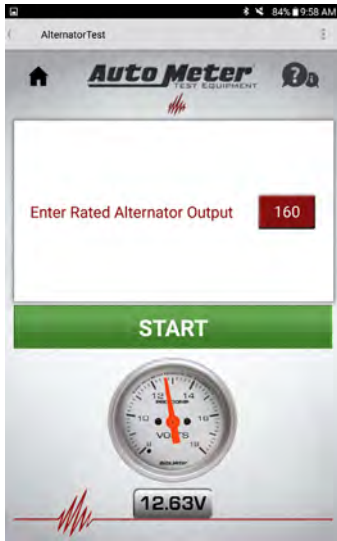 84% 9:58 AM
AlternatorTest
Auto Meter
TEST EQUIPMENT
Enter Rated Alternator Output 160
START
12 14
10 16
VOLTS
8 18
12.63V